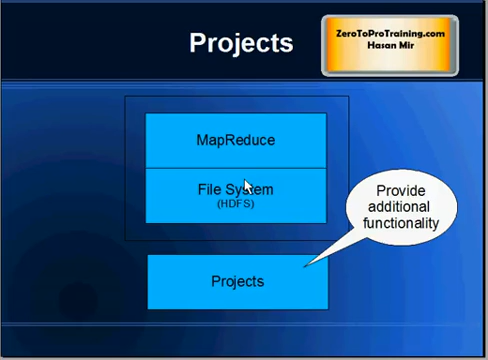 Projects
ZeroToProTraining.com
Hasan Mir
MapReduce
File System
(HDFS)
Provide
additional
functionality
Projects